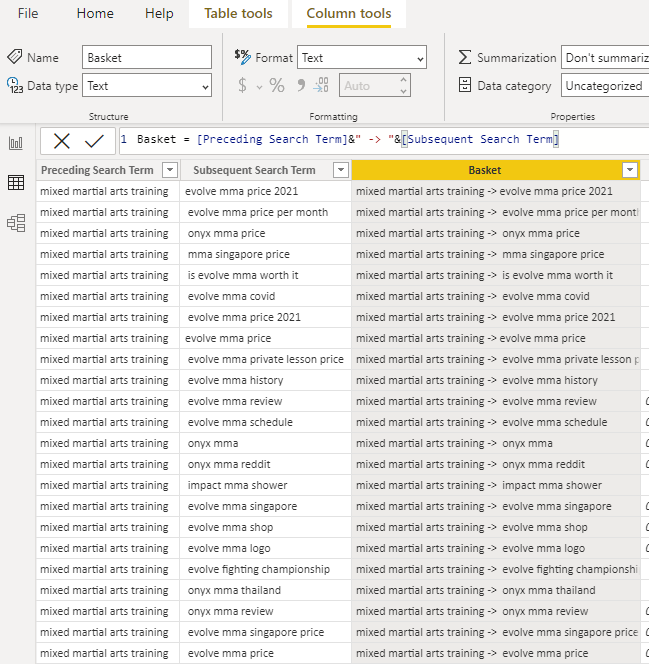 File Home Help Table tools Column tools
Name Basket $% Format Text Σ Summarization Don't summariz
123 Data type Text $ % 9 .00 Auto Data category Uncategorized
Structure Formatting Properties
1 Basket = [Preceding Search Term]&" -> "&[Subsequent Search Term]
Preceding Search Term Subsequent Search Term Basket
mixed martial arts training evolve mma price 2021 mixed martial arts training -> evolve mma price 2021
mixed martial arts training evolve mma price per month mixed martial arts training -> evolve mma price per mont
mixed martial arts training onyx mma price mixed martial arts training -> onyx mma price
mixed martial arts training mma singapore price mixed martial arts training -> mma singapore price
mixed martial arts training is evolve mma worth it mixed martial arts training -> is evolve mma worth it
mixed martial arts training evolve mma covid mixed martial arts training -> evolve mma covid
mixed martial arts training evolve mma price 2021 mixed martial arts training -> evolve mma price 2021
mixed martial arts training evolve mma price mixed martial arts training -> evolve mma price
mixed martial arts training evolve mma private lesson price mixed martial arts training -> evolve mma private lesson p
mixed martial arts training evolve mma history mixed martial arts training -> evolve mma history
mixed martial arts training evolve mma review mixed martial arts training -> evolve mma review
mixed martial arts training evolve mma schedule mixed martial arts training -> evolve mma schedule
mixed martial arts training onyx mma mixed martial arts training -> onyx mma
mixed martial arts training onyx mma reddit mixed martial arts training -> onyx mma reddit
mixed martial arts training impact mma shower mixed martial arts training -> impact mma shower
mixed martial arts training evolve mma singapore mixed martial arts training -> evolve mma singapore
mixed martial arts training evolve mma shop mixed martial arts training -> evolve mma shop
mixed martial arts training evolve mma logo mixed martial arts training -> evolve mma logo
mixed martial arts training evolve fighting championship mixed martial arts training -> evolve fighting championshi
mixed martial arts training onyx mma thailand mixed martial arts training -> onyx mma thailand
mixed martial arts training onyx mma review mixed martial arts training -> onyx mma review
mixed martial arts training evolve mma singapore price mixed martial arts training -> evolve mma singapore price
mixed martial arts training evolve mma price mixed martial arts training -> evolve mma price